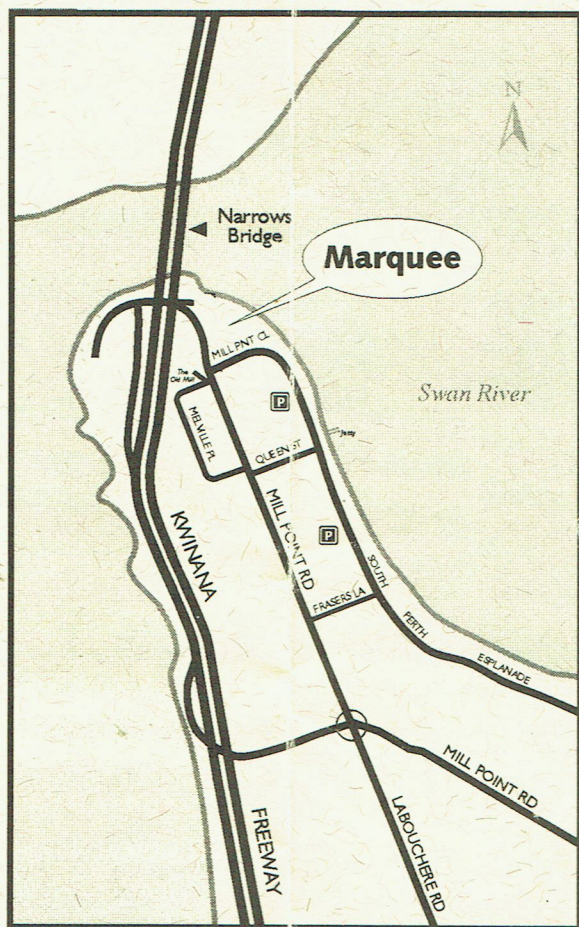 N
Narrows
Bridge
Marquee
MILL PNT CL
The
Old Mill
Swan River
P
MELVILLE PL
Jetty
QUEEN ST
MILL POINT RD
P
KWINANA
SOUTH
FRASERS LA
PERTH
ESPLANADE
MILL POINT RD
LABOUCHERE RD
FREEWAY